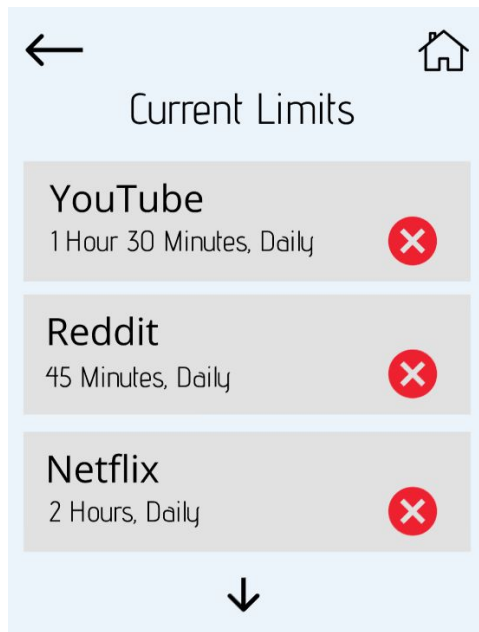 Current Limits
YouTube
1 Hour 30 Minutes, Daily
Reddit
45 Minutes, Daily
Netflix
2 Hours, Daily